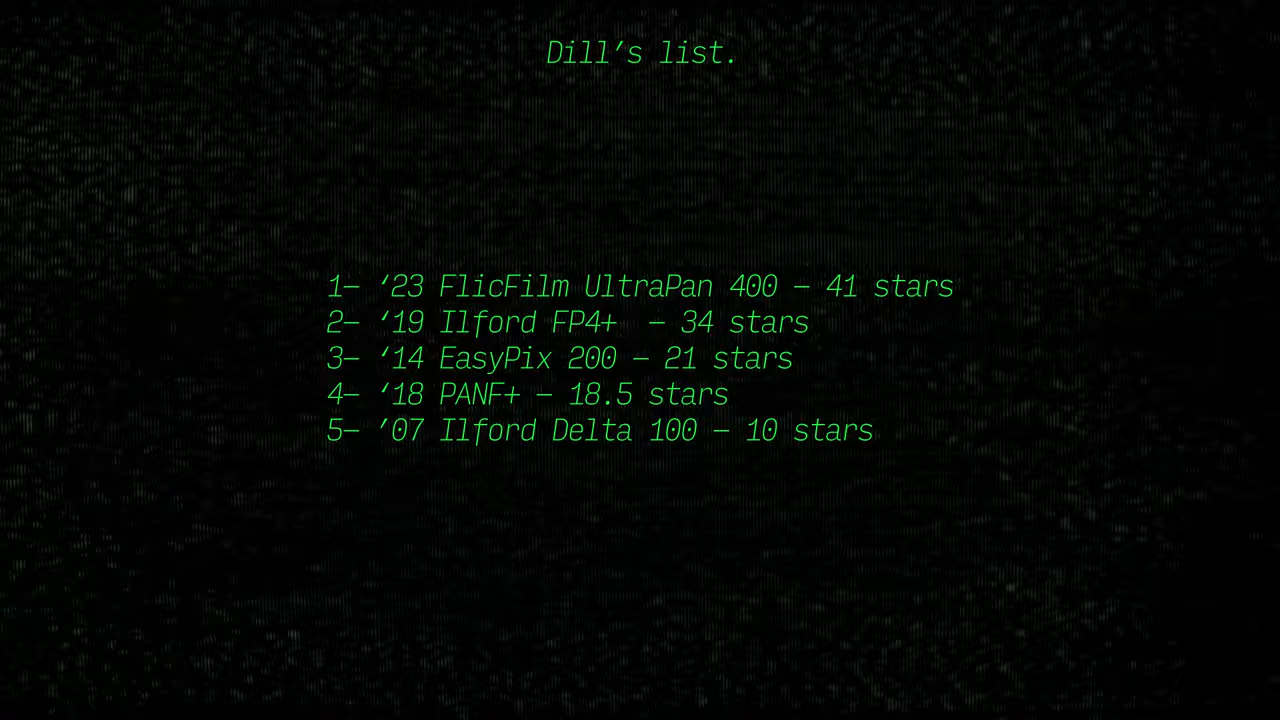 Dill’s list.
1– ‘23 FlicFilm UltraPan 400 – 41 stars
2– ‘19 Ilford FP4+  – 34 stars
3– ‘14 EasyPix 200 – 21 stars
4– ‘18 PANF+ – 18.5 stars
5– ’07 Ilford Delta 100 – 10 stars